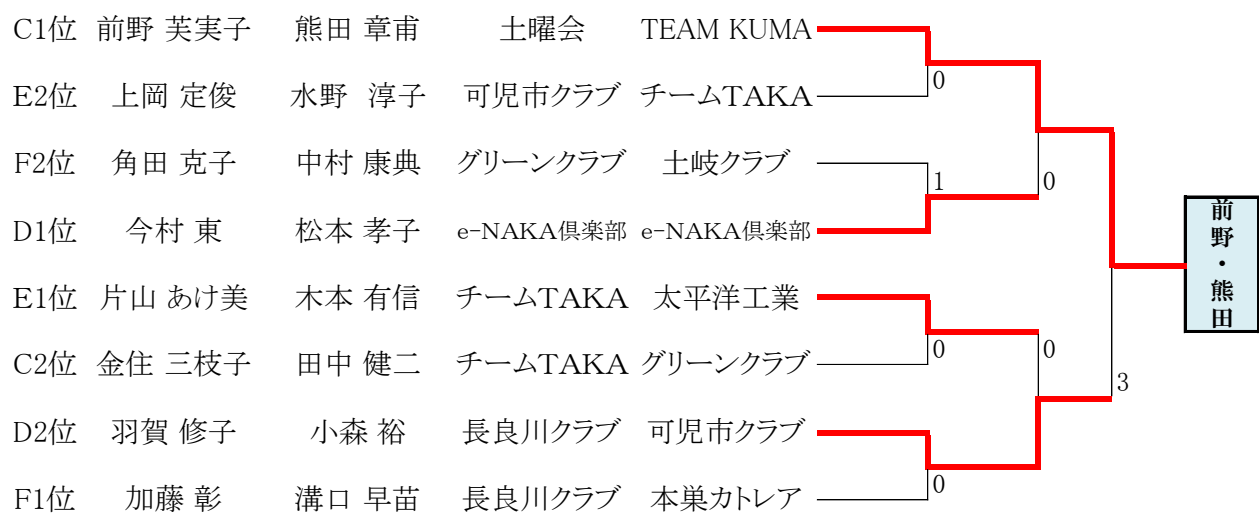 C1位 前野 芙実子 熊田 章甫 土曜会 TEAM KUMA
0
E2位 上岡 定俊 水野 淳子 可児市クラブ チームTAKA
F2位 角田 克子 中村 康典 グリーンクラブ 土岐クラブ
1
0
D1位 今村 東 松本 孝子 e-NAKA倶楽部 e-NAKA倶楽部
前野・熊田
E1位 片山 あけ美 木本 有信 チームTAKA 太平洋工業
0
0
C2位 金住 三枝子 田中 健二 チームTAKA グリーンクラブ
3
D2位 羽賀 修子 小森 裕 長良川クラブ 可児市クラブ
0
F1位 加藤 彰 溝口 早苗 長良川クラブ 本巣カトレア